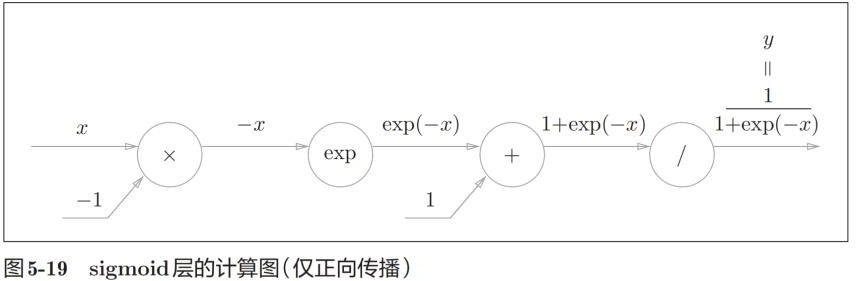 y
=
1
x
−x
exp(−x)
1+exp(−x)
1+exp(−x)
×
exp
+
/
−1
1
图5-19 sigmoid层的计算图（仅正向传播）